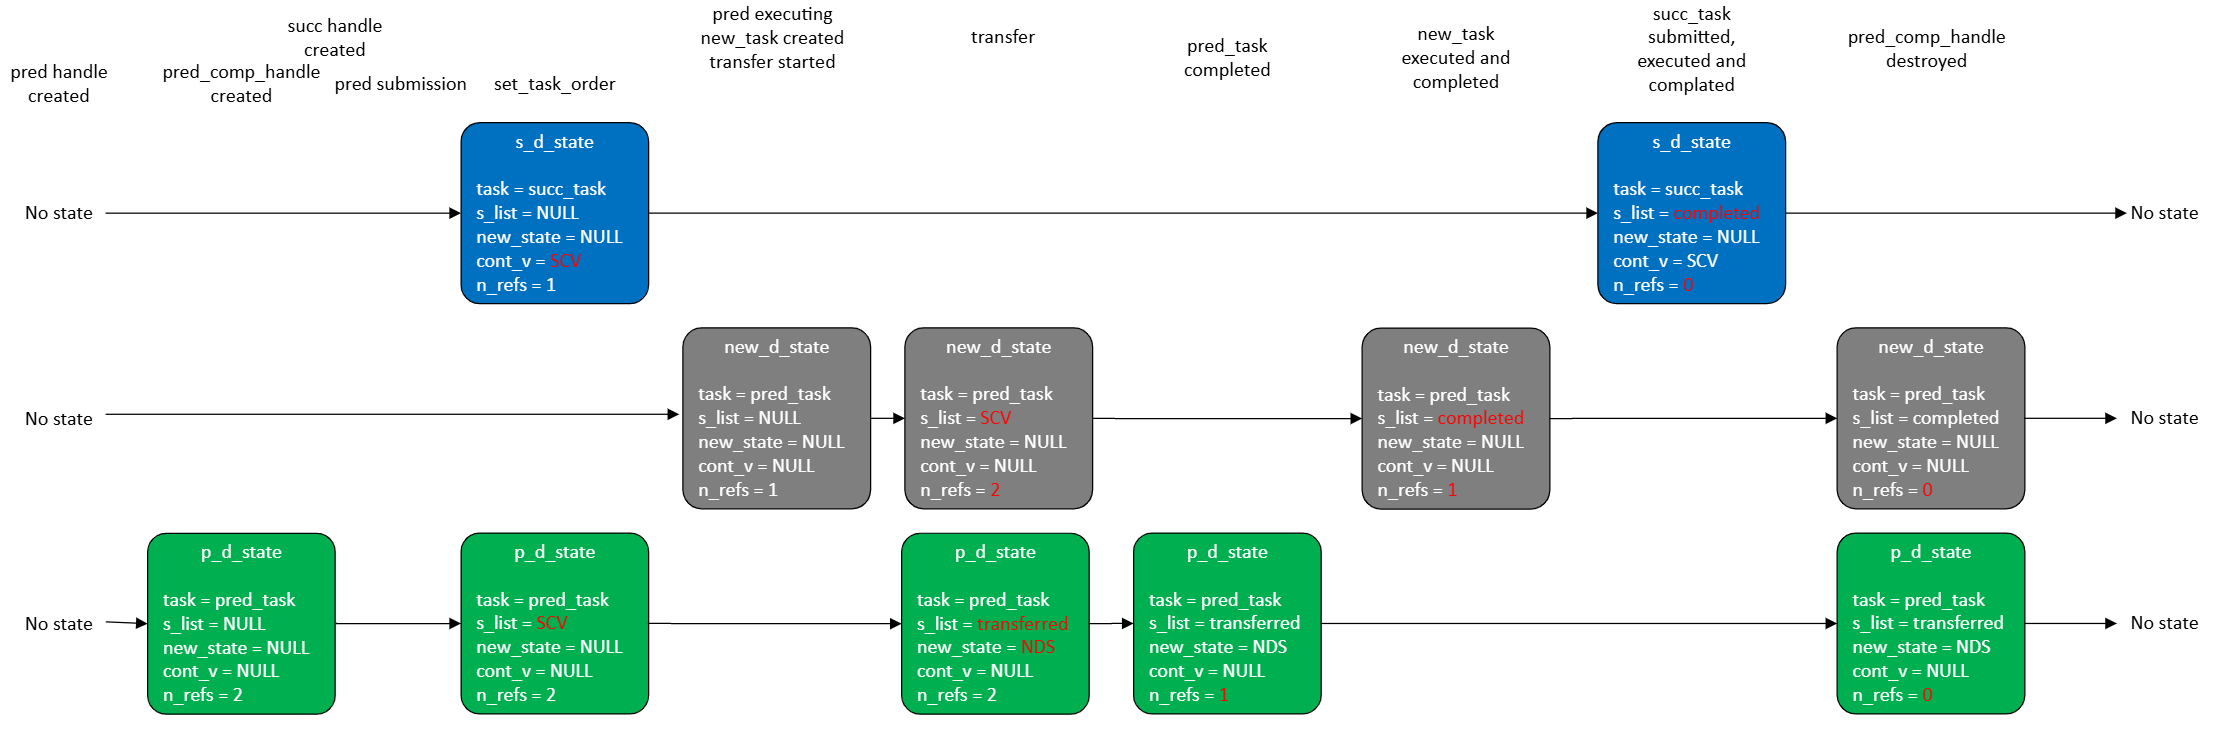 pred handle
created
pred_comp_handle
created
succ handle
created
pred submission
set_task_order
pred executing
new_task created
transfer started
transfer
pred_task
completed
new_task
executed and
completed
succ_task
submitted,
executed and
complated
pred_comp_handle
destroyed
No state
s_d_state
task = succ_task
s_list = NULL
new_state = NULL
cont_v = SCV
n_refs = 1
s_d_state
task = succ_task
s_list = completed
new_state = NULL
cont_v = SCV
n_refs = 0
No state
No state
new_d_state
task = pred_task
s_list = NULL
new_state = NULL
cont_v = NULL
n_refs = 1
new_d_state
task = pred_task
s_list = SCV
new_state = NULL
cont_v = NULL
n_refs = 2
new_d_state
task = pred_task
s_list = completed
new_state = NULL
cont_v = NULL
n_refs = 1
new_d_state
task = pred_task
s_list = completed
new_state = NULL
cont_v = NULL
n_refs = 0
No state
No state
p_d_state
task = pred_task
s_list = NULL
new_state = NULL
cont_v = NULL
n_refs = 2
p_d_state
task = pred_task
s_list = SCV
new_state = NULL
cont_v = NULL
n_refs = 2
p_d_state
task = pred_task
s_list = transferred
new_state = NDS
cont_v = NULL
n_refs = 2
p_d_state
task = pred_task
s_list = transferred
new_state = NDS
cont_v = NULL
n_refs = 1
p_d_state
task = pred_task
s_list = transferred
new_state = NDS
cont_v = NULL
n_refs = 0
No state